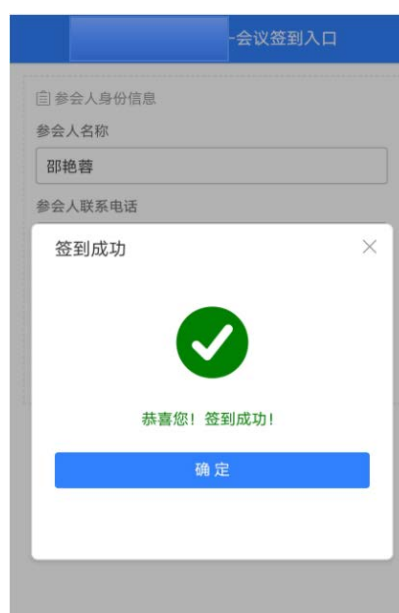 -会议签到入口
参会人身份信息
参会人名称
邵艳蓉
参会人联系电话
签到成功
恭喜您！签到成功！
确定